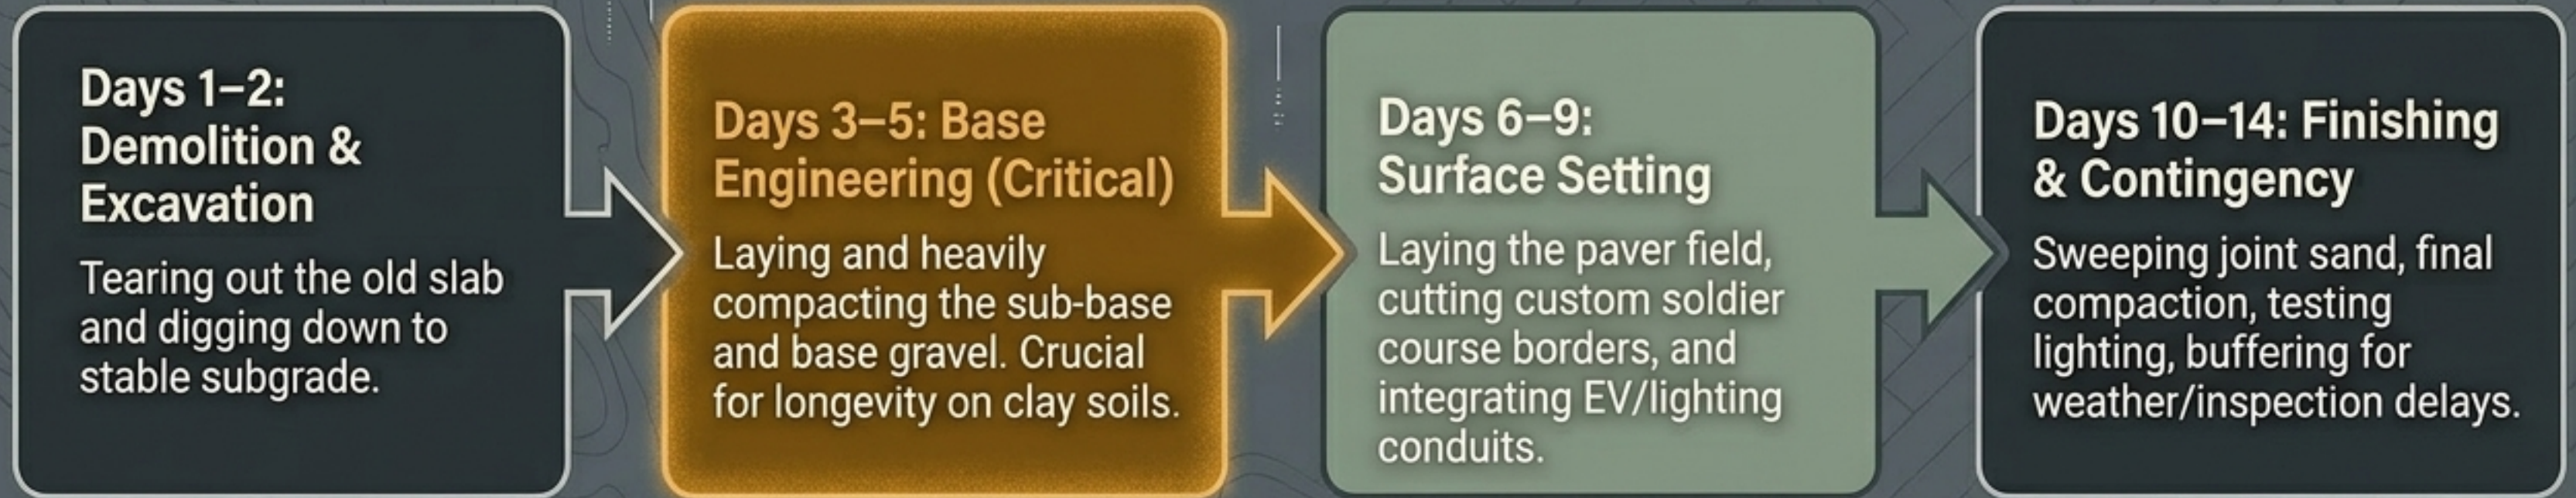 Days 1–2:
Demolition &
Excavation
Tearing out the old slab
and digging down to
stable subgrade.
Days 3–5: Base
Engineering (Critical)
Laying and heavily
compacting the sub-base
and base gravel. Crucial
for longevity on clay soils.
Days 6–9:
Surface Setting
Laying the paver field,
cutting custom soldier
course borders, and
integrating EV/lighting
conduits.
Days 10–14: Finishing
& Contingency
Sweeping joint sand, final
compaction, testing
lighting, buffering for
weather/inspection delays.